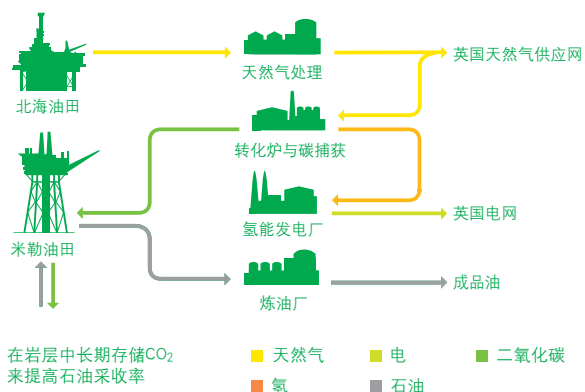 天然气处理
英国天然气供应网
北海油田
转化炉与碳捕获
米勒油田
氢能发电厂
英国电网
炼油厂
成品油
在岩层中长期存储CO₂
来提高石油采收率
天然气
电
二氧化碳
氢
石油